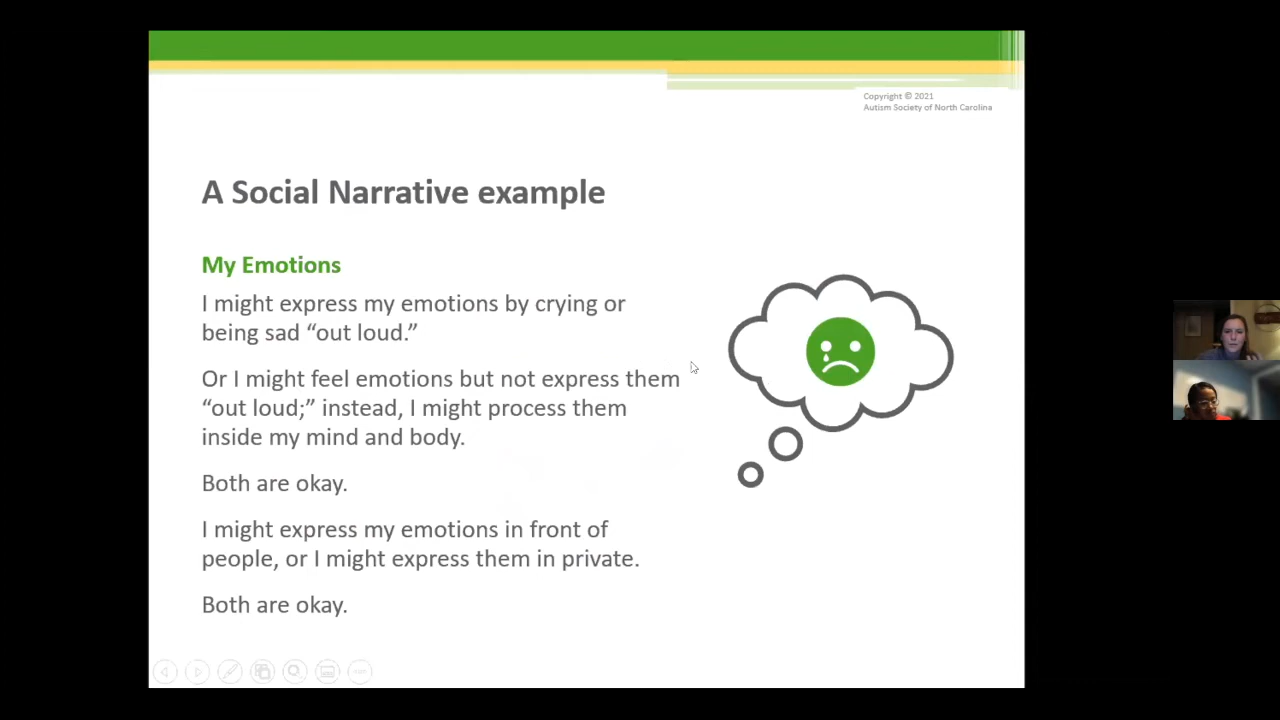 Copyright © 2021
Autism Society of North Carolina
A Social Narrative example
My Emotions
I might express my emotions by crying or
being sad “out loud.”
Or I might feel emotions but not express them
“out loud;” instead, I might process them
inside my mind and body.
Both are okay.
I might express my emotions in front of
people, or I might express them in private.
Both are okay.